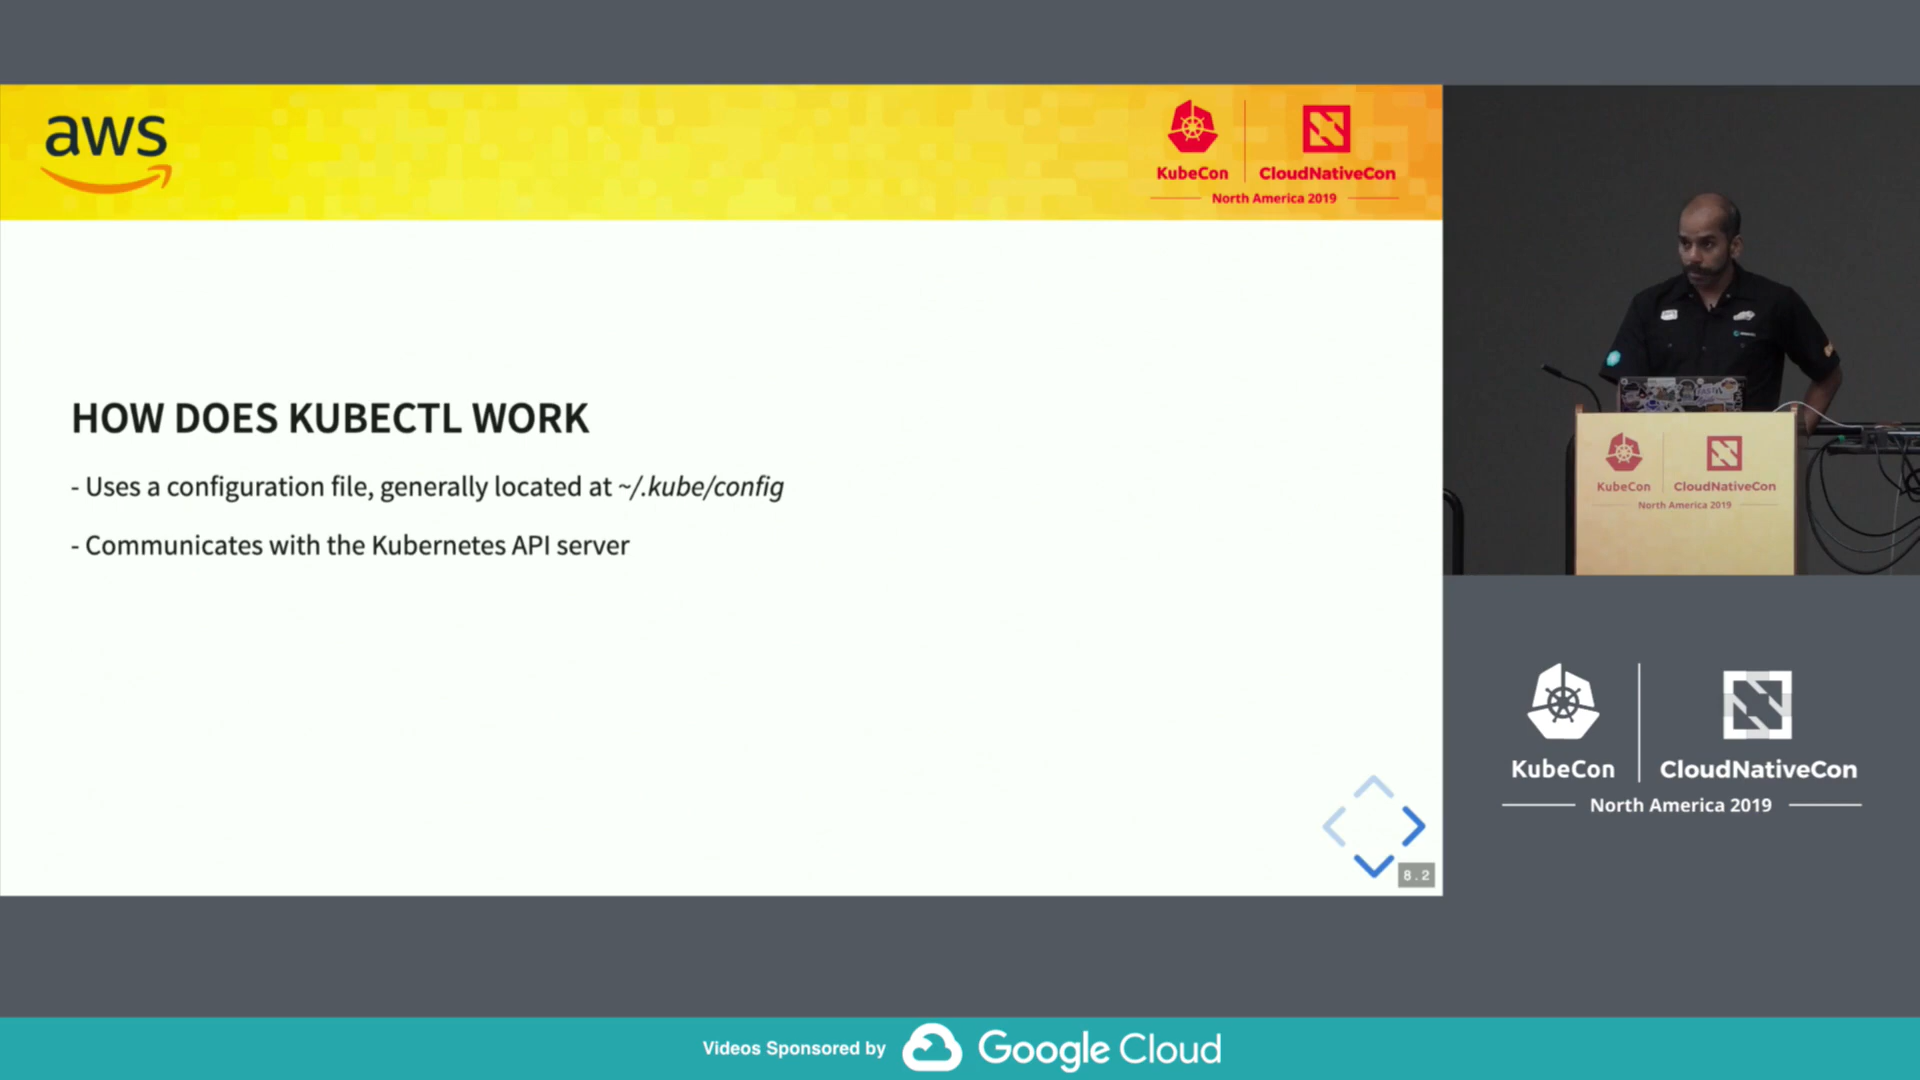 aws
KubeCon
CloudNativeCon
North America 2019
HOW DOES KUBECTL WORK
- Uses a configuration file, generally located at ~/.kube/config
- Communicates with the Kubernetes API server
8.2
KubeCon
CloudNativeCon
North America 2019
KubeCon
CloudNativeCon
North America 2019
Videos Sponsored by
Google Cloud